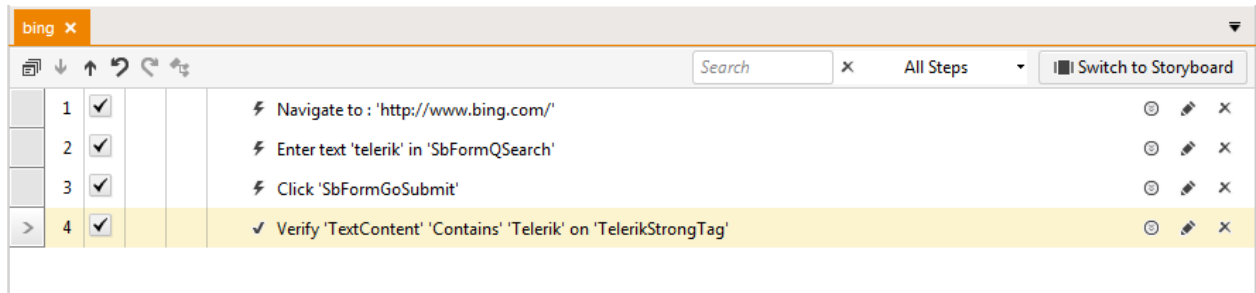 bing
Search All Steps Switch to Storyboard
1 Navigate to : 'http://www.bing.com/'
2 Enter text 'telerik' in 'SbFormQSearch'
3 Click 'SbFormGoSubmit'
4 Verify 'TextContent' 'Contains' 'Telerik' on 'TelerikStrongTag'